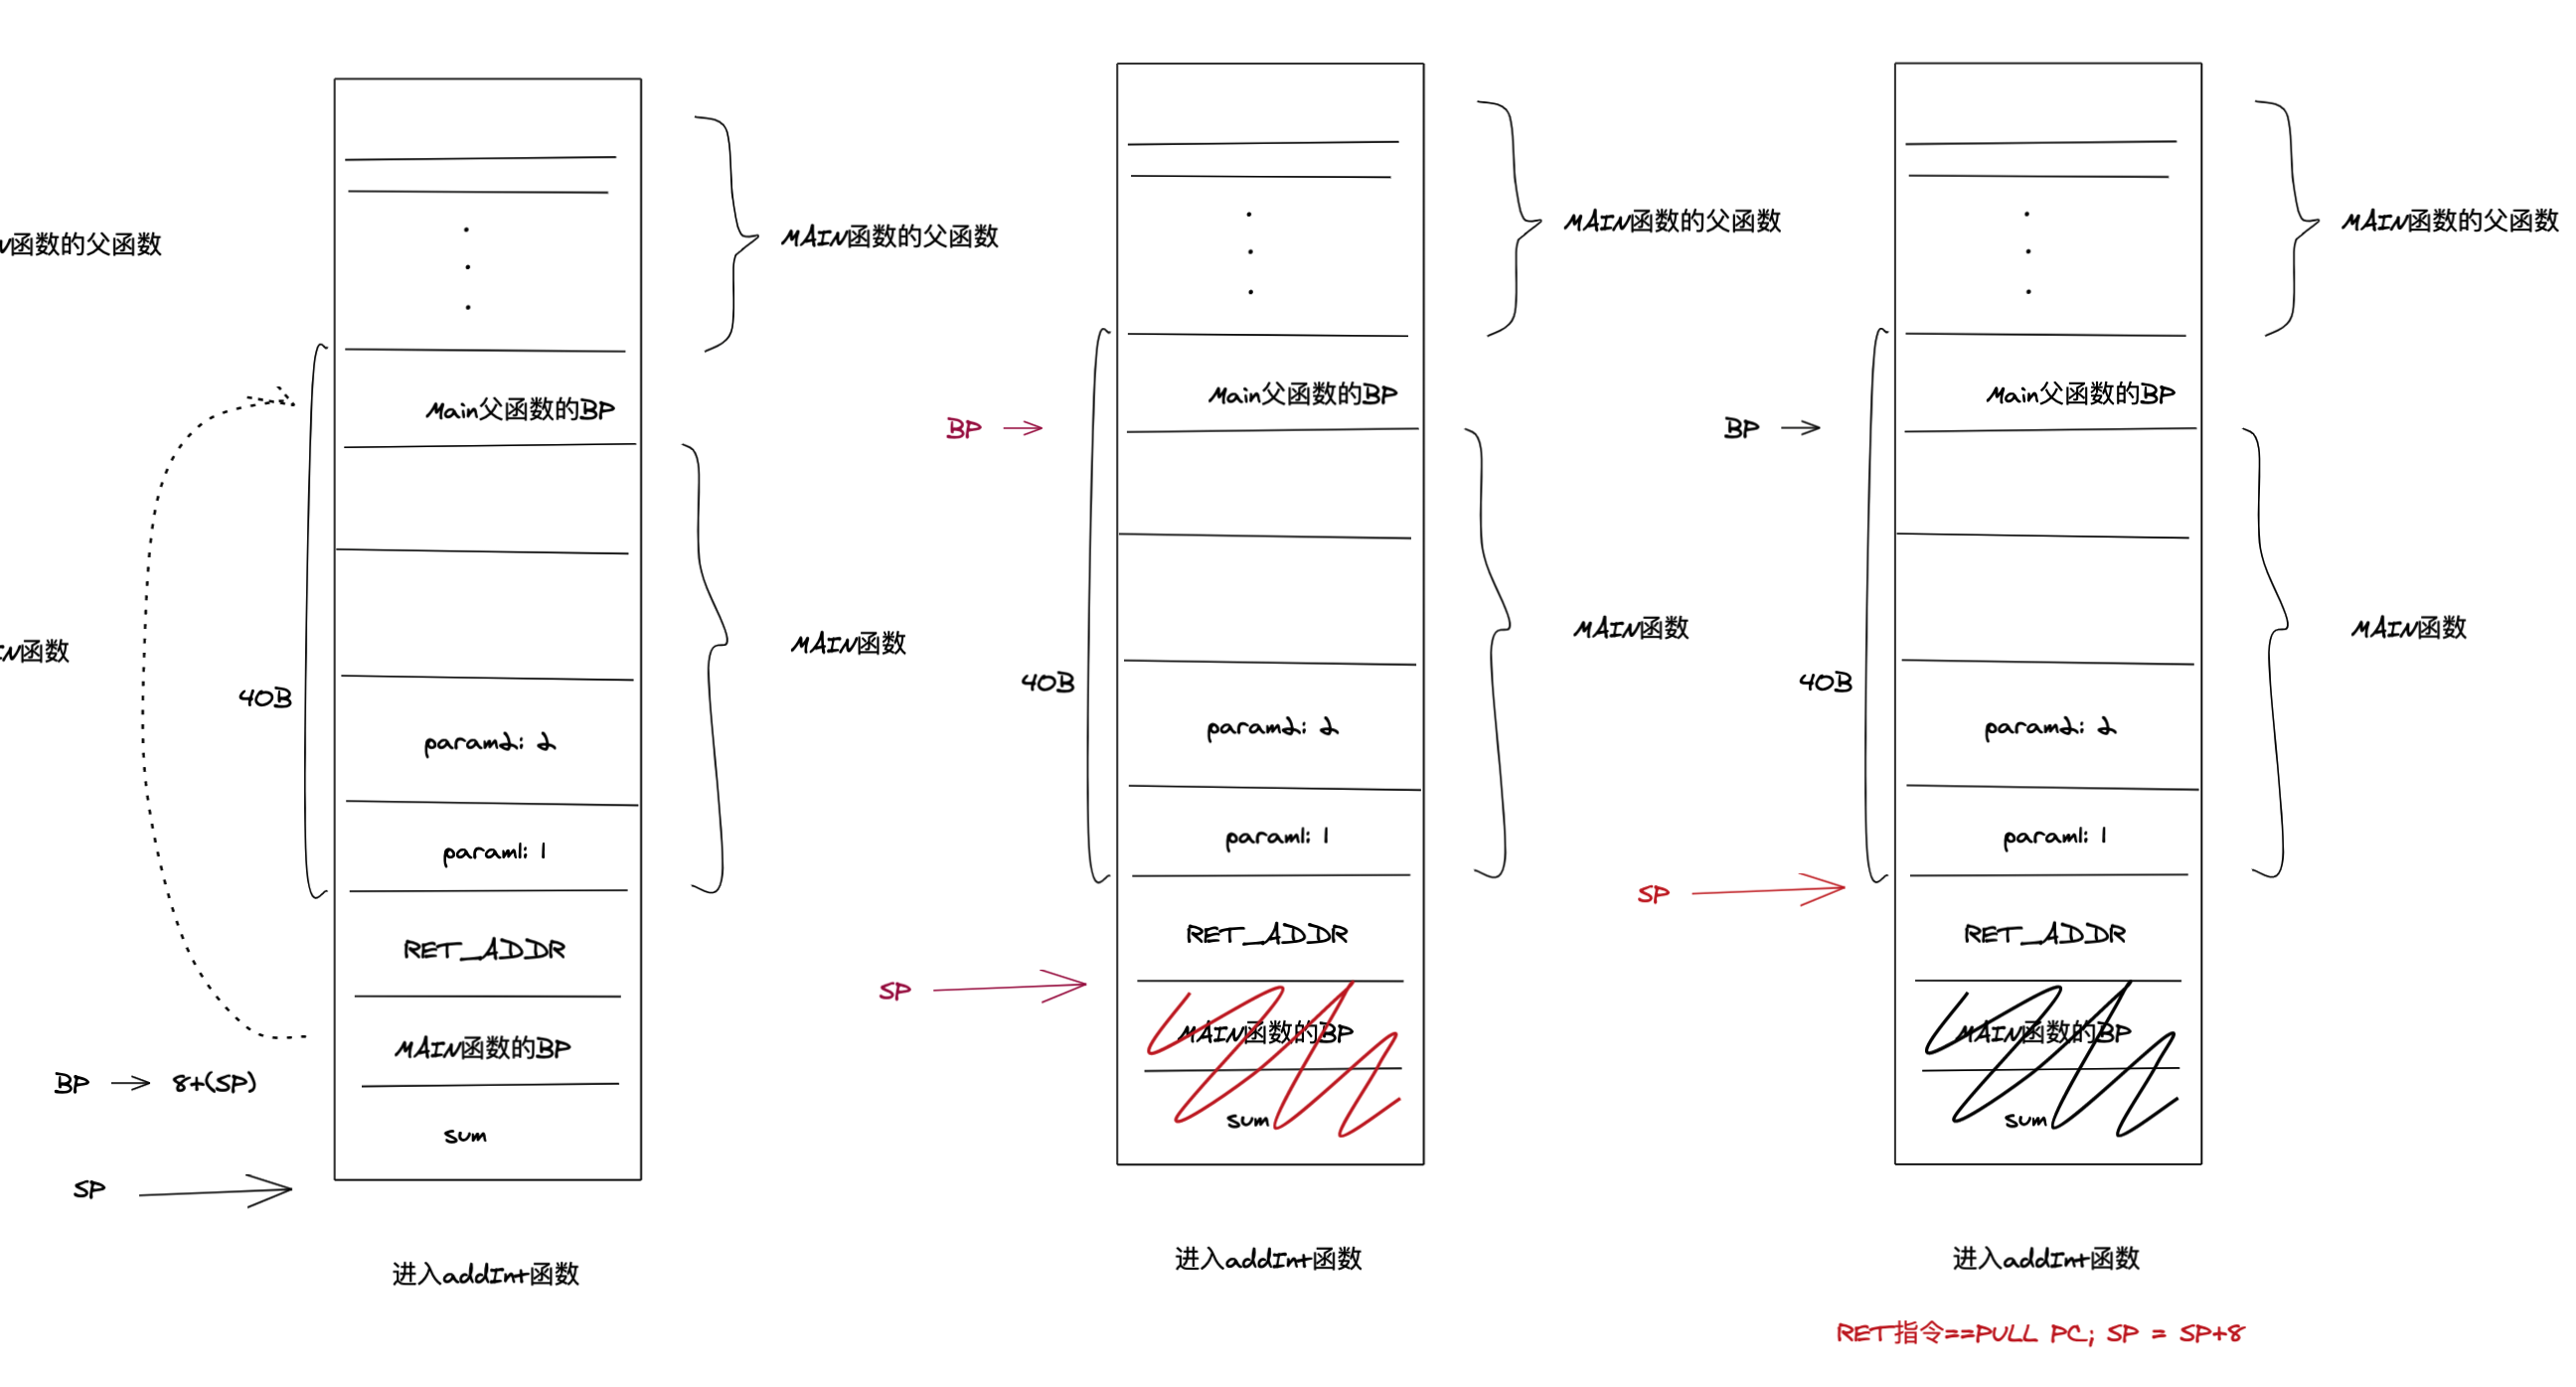 N函数的父函数
IN函数
MAIN函数的父函数
Main父函数的BP
MAIN函数
40B
param2: 2
param1: 1
RET_ADDR
MAIN函数的BP
BP
8+(SP)
sum
SP
进入addInt函数
MAIN函数的父函数
Main父函数的BP
BP
MAIN函数
40B
param2: 2
param1: 1
RET_ADDR
SP
MAIN函数的BP
sum
进入addInt函数
MAIN函数的父函数
Main父函数的BP
BP
MAIN函数
40B
param2: 2
param1: 1
SP
RET_ADDR
MAIN函数的BP
sum
进入addInt函数
RET指令==PULL PC; SP = SP+8